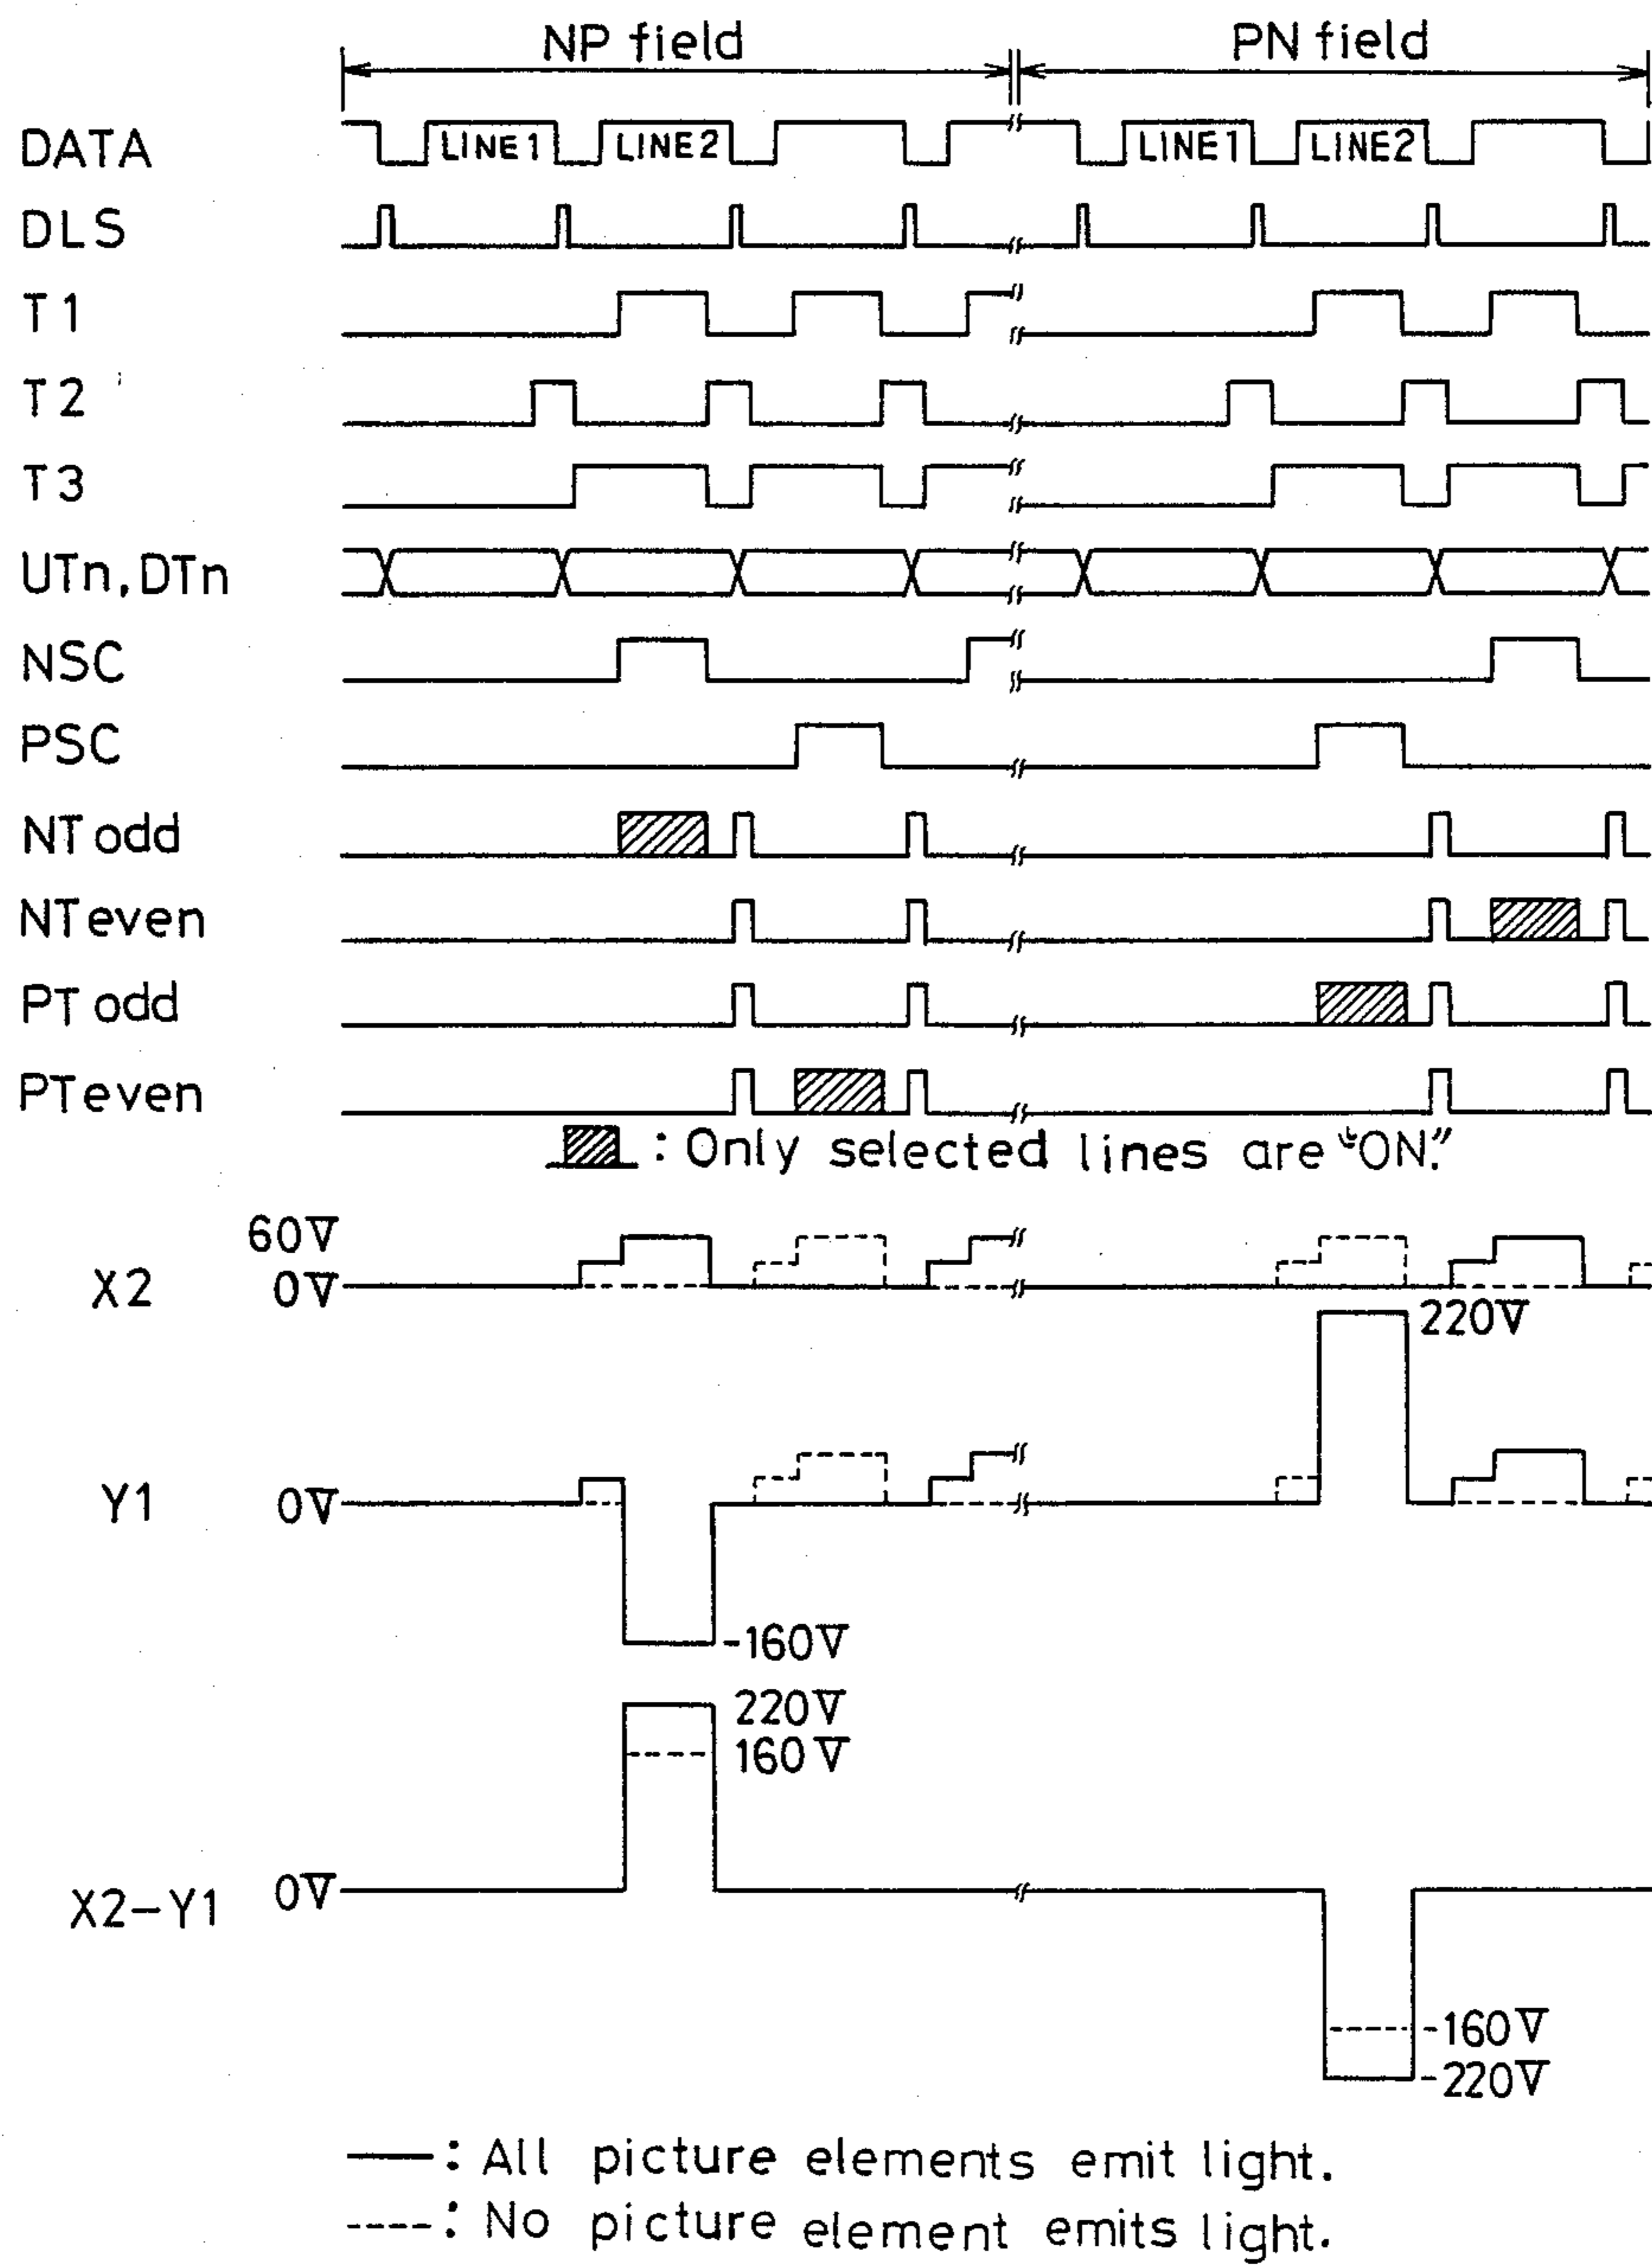 NP field PN field
DATA LINE1 LINE2 LINE1 LINE2
DLS
T1
T2
T3
UTn, DTn
NSC
PSC
NT odd
NT even
PT odd
PT even
: Only selected lines are "ON."
60V
X2 0V
220V
Y1 0V
-160V
220V
160V
X2-Y1 0V
-160V
-220V
: All picture elements emit light.
: No picture element emits light.